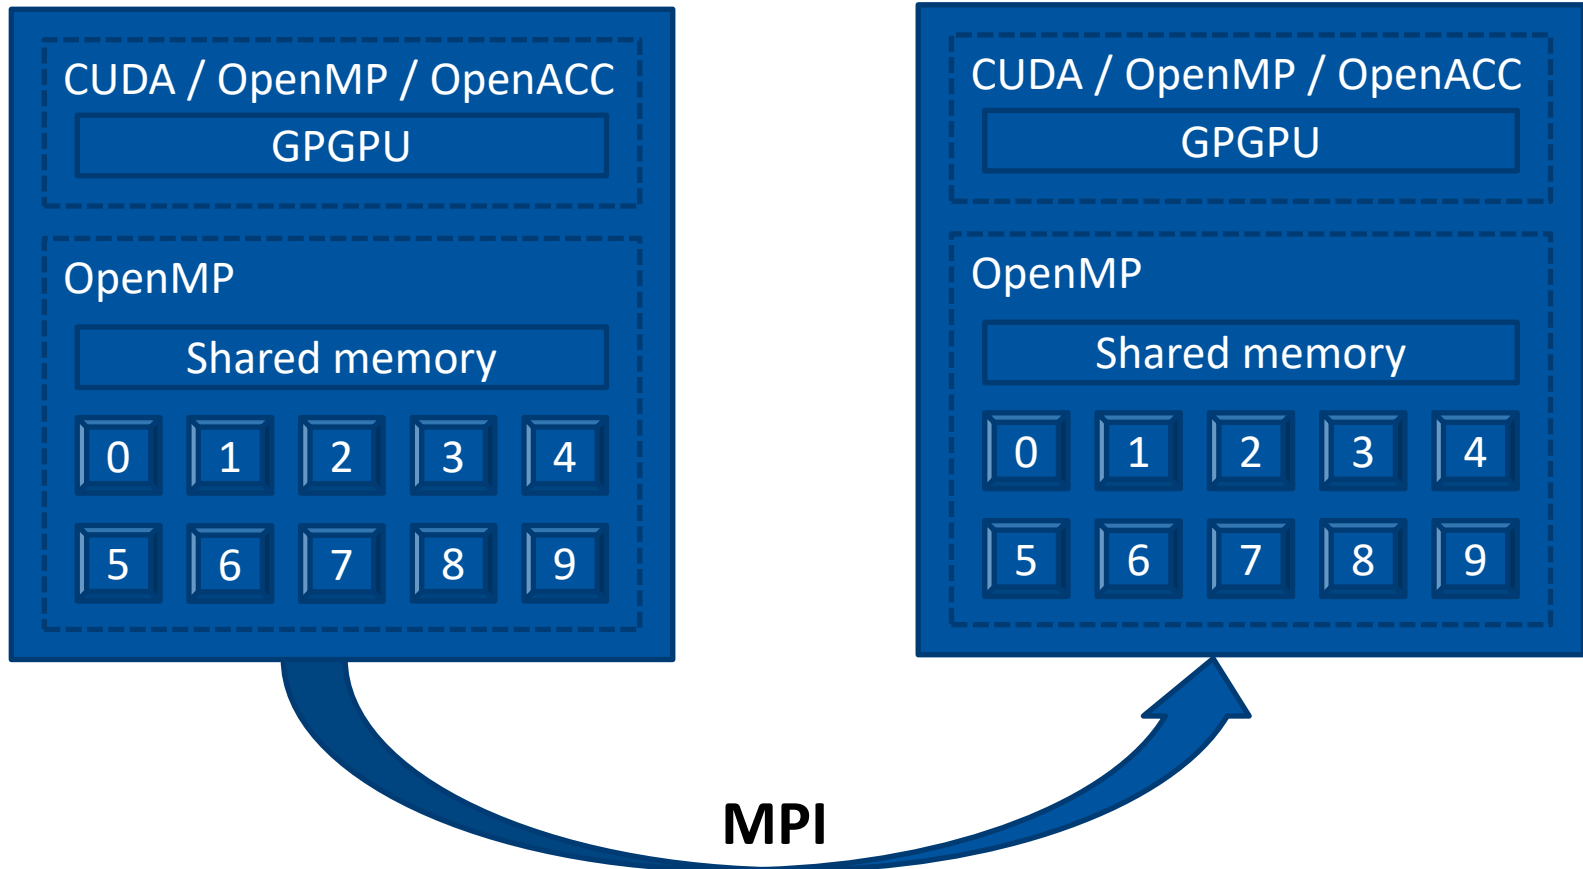 CUDA / OpenMP / OpenACC
GPGPU
OpenMP
Shared memory
0 1 2 3 4
5 6 7 8 9
CUDA / OpenMP / OpenACC
GPGPU
OpenMP
Shared memory
0 1 2 3 4
5 6 7 8 9
MPI